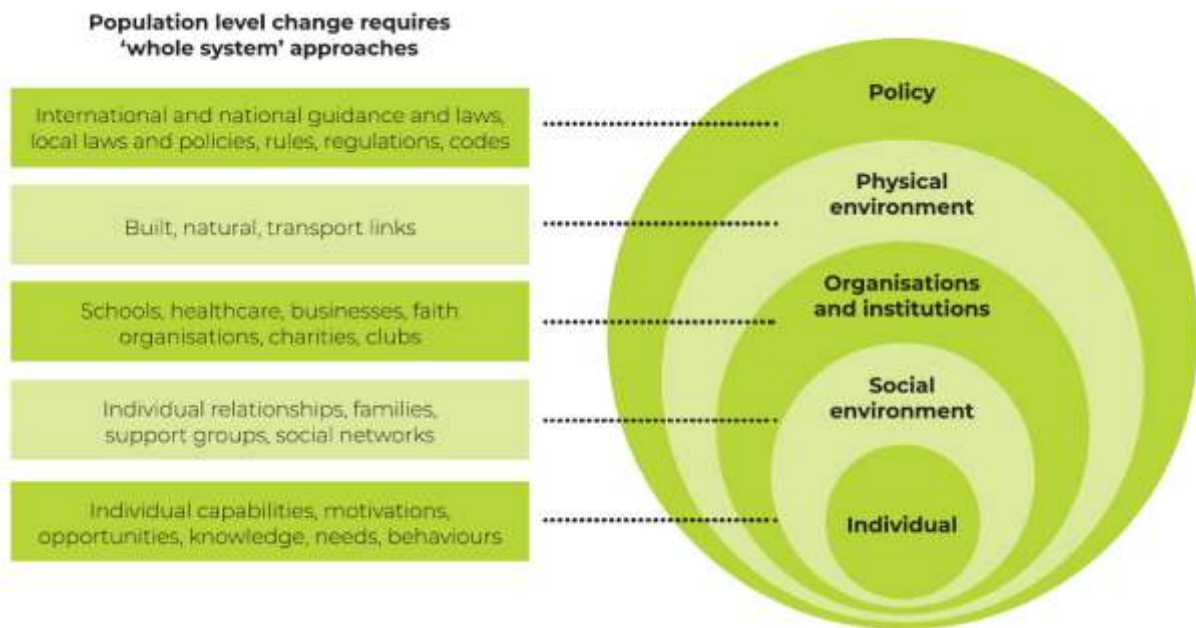 Population level change requires
‘whole system’ approaches
International and national guidance and laws,
local laws and policies, rules, regulations, codes
Built, natural, transport links
Schools, healthcare, businesses, faith
organisations, charities, clubs
Individual relationships, families,
support groups, social networks
Individual capabilities, motivations,
opportunities, knowledge, needs, behaviours
Policy
Physical
environment
Organisations
and institutions
Social
environment
Individual